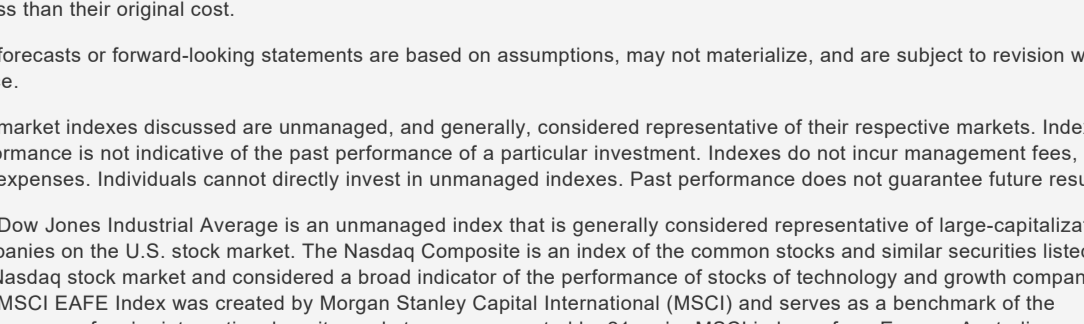 ss than their original cost.
forecasts or forward-looking statements are based on assumptions, may not materialize, and are subject to revision w
e.
market indexes discussed are unmanaged, and generally, considered representative of their respective markets. Inde
ormance is not indicative of the past performance of a particular investment. Indexes do not incur management fees,
expenses. Individuals cannot directly invest in unmanaged indexes. Past performance does not guarantee future resu
Dow Jones Industrial Average is an unmanaged index that is generally considered representative of large-capitaliza
panies on the U.S. stock market. The Nasdaq Composite is an index of the common stocks and similar securities liste
Nasdaq stock market and considered a broad indicator of the performance of stocks of technology and growth compan
MSCI EAFE Index was created by Morgan Stanley Capital International (MSCI) and serves as a benchmark of the